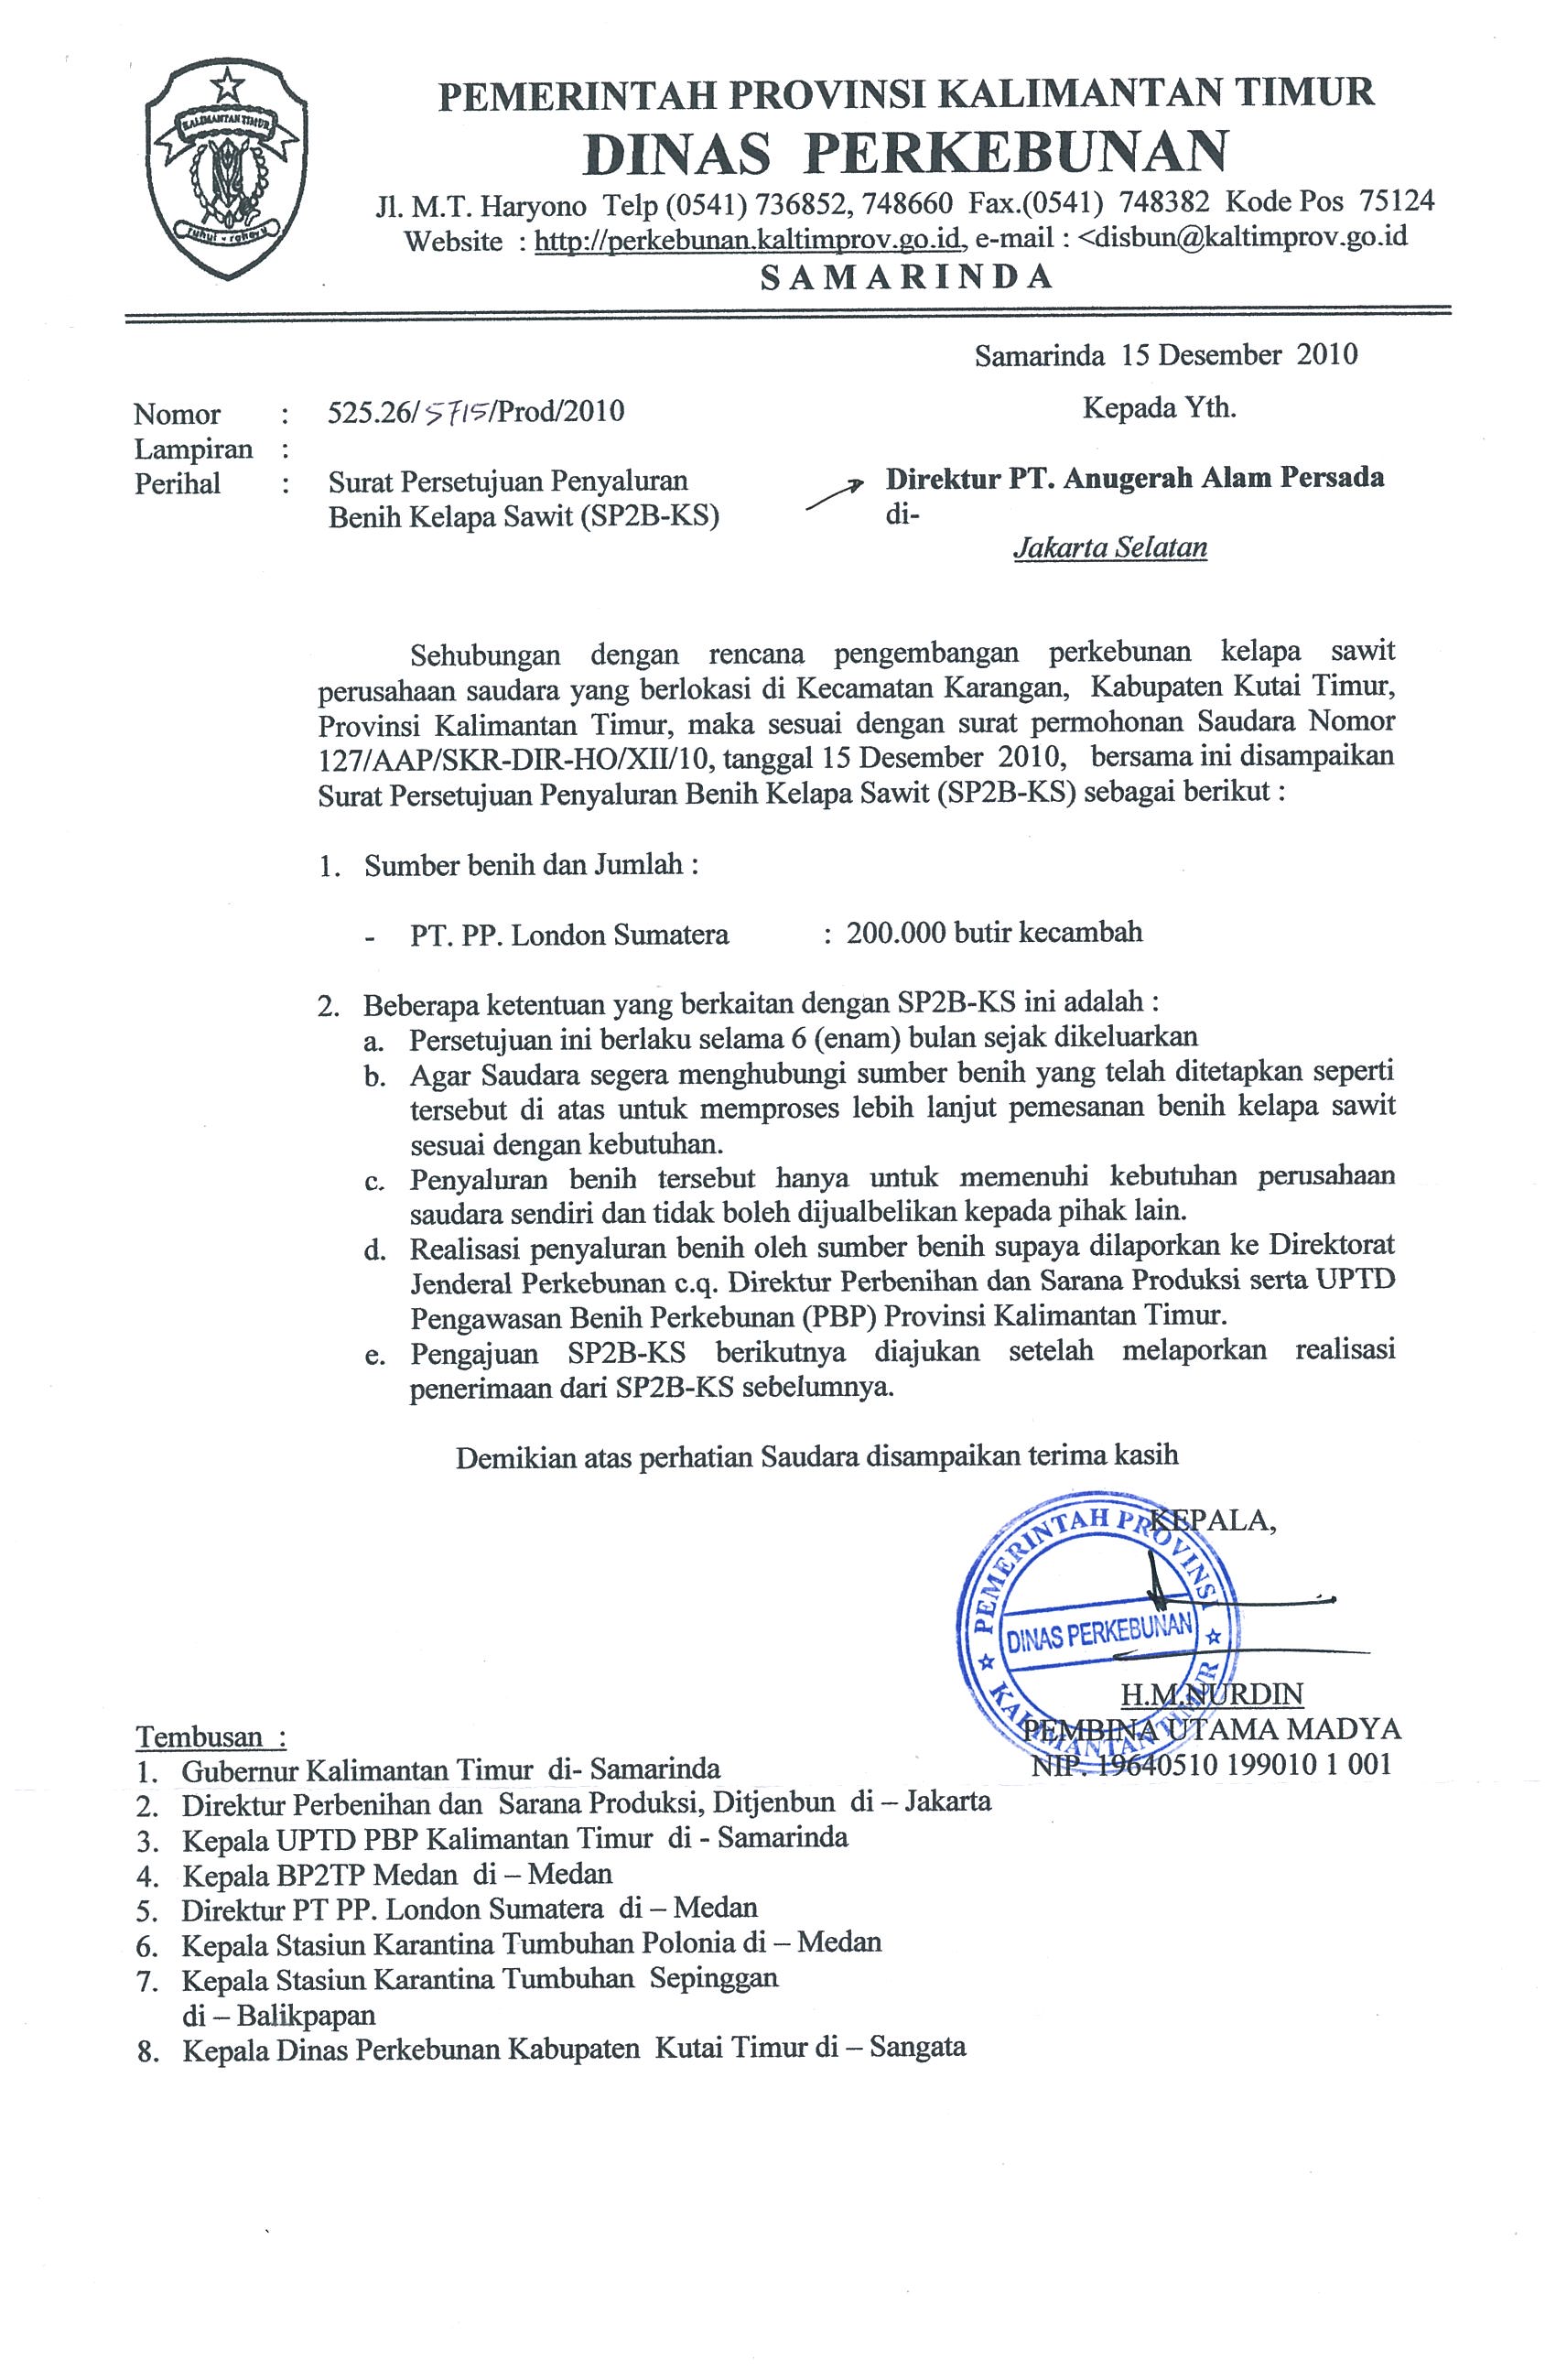 KALIMANTAN TIMUR
ruhui - rahayu
PEMERINTAH PROVINSI KALIMANTAN TIMUR
DINAS PERKEBUNAN
Jl. M.T. Haryono Telp (0541) 736852, 748660 Fax.(0541) 748382 Kode Pos 75124
Website : http://perkebunan.kaltimprov.go.id, e-mail : <disbun@kaltimprov.go.id
SAMARINDA
Samarinda 15 Desember 2010
Nomor : 525.26/5715/Prod/2010
Lampiran :
Perihal : Surat Persetujuan Penyaluran
Benih Kelapa Sawit (SP2B-KS)
Kepada Yth.
Direktur PT. Anugerah Alam Persada
di-
Jakarta Selatan
Sehubungan dengan rencana pengembangan perkebunan kelapa sawit
perusahaan saudara yang berlokasi di Kecamatan Karangan, Kabupaten Kutai Timur,
Provinsi Kalimantan Timur, maka sesuai dengan surat permohonan Saudara Nomor
127/AAP/SKR-DIR-HO/XII/10, tanggal 15 Desember 2010, bersama ini disampaikan
Surat Persetujuan Penyaluran Benih Kelapa Sawit (SP2B-KS) sebagai berikut :
1. Sumber benih dan Jumlah :
- PT. PP. London Sumatera : 200.000 butir kecambah
2. Beberapa ketentuan yang berkaitan dengan SP2B-KS ini adalah :
a. Persetujuan ini berlaku selama 6 (enam) bulan sejak dikeluarkan
b. Agar Saudara segera menghubungi sumber benih yang telah ditetapkan seperti
tersebut di atas untuk memproses lebih lanjut pemesanan benih kelapa sawit
sesuai dengan kebutuhan.
c. Penyaluran benih tersebut hanya untuk memenuhi kebutuhan perusahaan
saudara sendiri dan tidak boleh dijualbelikan kepada pihak lain.
d. Realisasi penyaluran benih oleh sumber benih supaya dilaporkan ke Direktorat
Jenderal Perkebunan c.q. Direktur Perbenihan dan Sarana Produksi serta UPTD
Pengawasan Benih Perkebunan (PBP) Provinsi Kalimantan Timur.
e. Pengajuan SP2B-KS berikutnya diajukan setelah melaporkan realisasi
penerimaan dari SP2B-KS sebelumnya.
Demikian atas perhatian Saudara disampaikan terima kasih
KEPALA,
PEMERINTAH PROVINSI
DINAS PERKEBUNAN
KALIMANTAN TIMUR
H.M.NURDIN
PEMBINA UTAMA MADYA
NIP. 19640510 199010 1 001
Tembusan :
1. Gubernur Kalimantan Timur di- Samarinda
2. Direktur Perbenihan dan Sarana Produksi, Ditjenbun di – Jakarta
3. Kepala UPTD PBP Kalimantan Timur di - Samarinda
4. Kepala BP2TP Medan di – Medan
5. Direktur PT PP. London Sumatera di – Medan
6. Kepala Stasiun Karantina Tumbuhan Polonia di – Medan
7. Kepala Stasiun Karantina Tumbuhan Sepinggan
di – Balikpapan
8. Kepala Dinas Perkebunan Kabupaten Kutai Timur di – Sangata